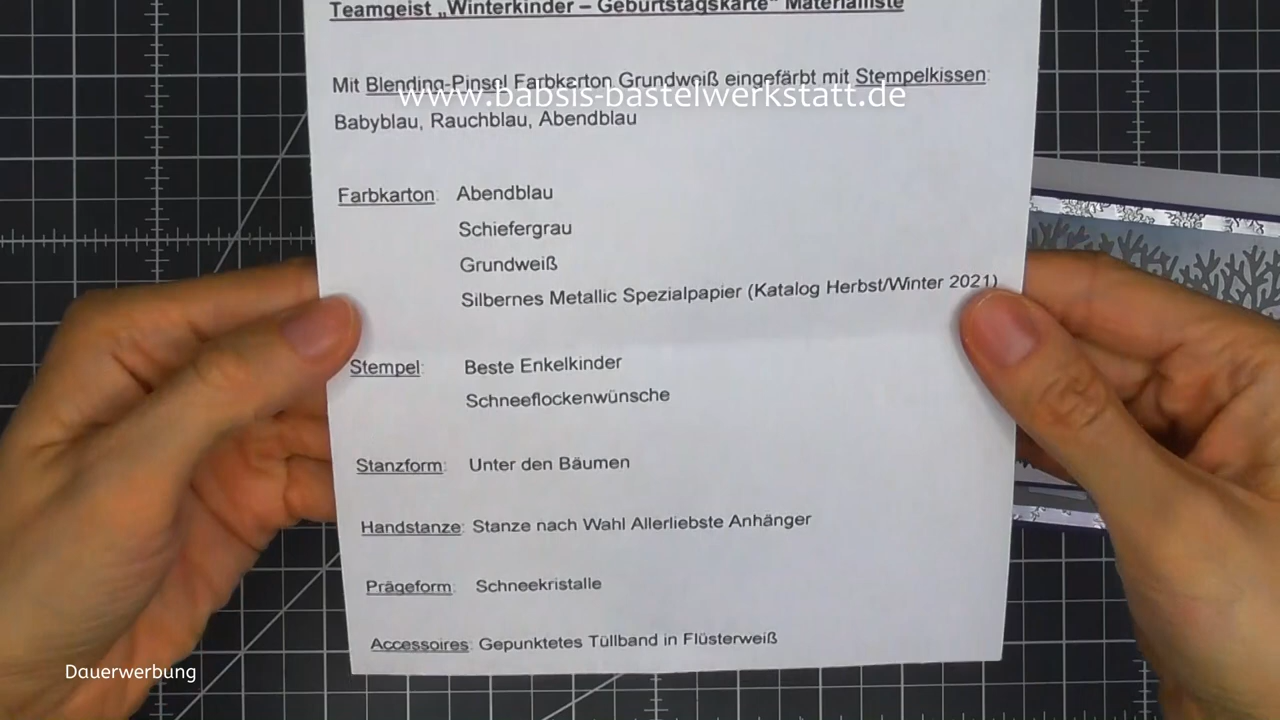 Teamgeist „Winterkinder – Geburtstagskarte“ Materialliste
Mit Blending-Pinsel Farbkarton Grundweiß eingefärbt mit Stempelkissen:
www.babsis-bastelwerkstatt.de
Babyblau, Rauchblau, Abendblau
Farbkarton: Abendblau
Schiefergrau
Grundweiß
Silbernes Metallic Spezialpapier (Katalog Herbst/Winter 2021)
Stempel: Beste Enkelkinder
Schneeflockenwünsche
Stanzform: Unter den Bäumen
Handstanze: Stanze nach Wahl Allerliebste Anhänger
Prägeform: Schneekristalle
Accessoires: Gepunktetes Tüllband in Flüsterweiß
Dauerwerbung